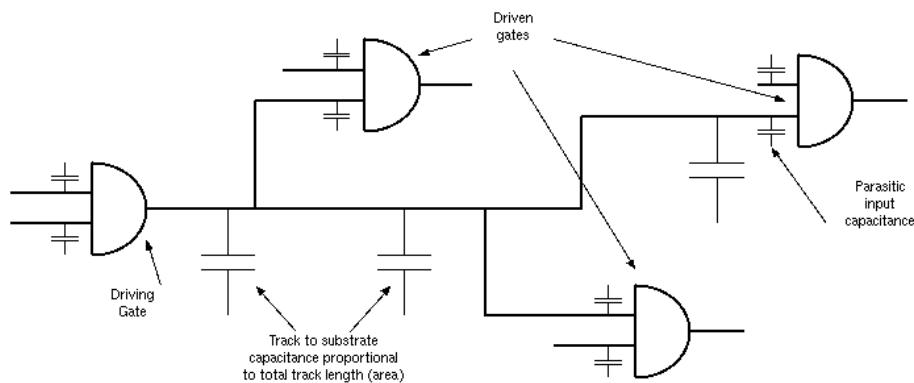 Driven
gates
Parasitic
input
capacitance
Driving
Gate
Track to substrate
capacitance proportional
to total track length (area)